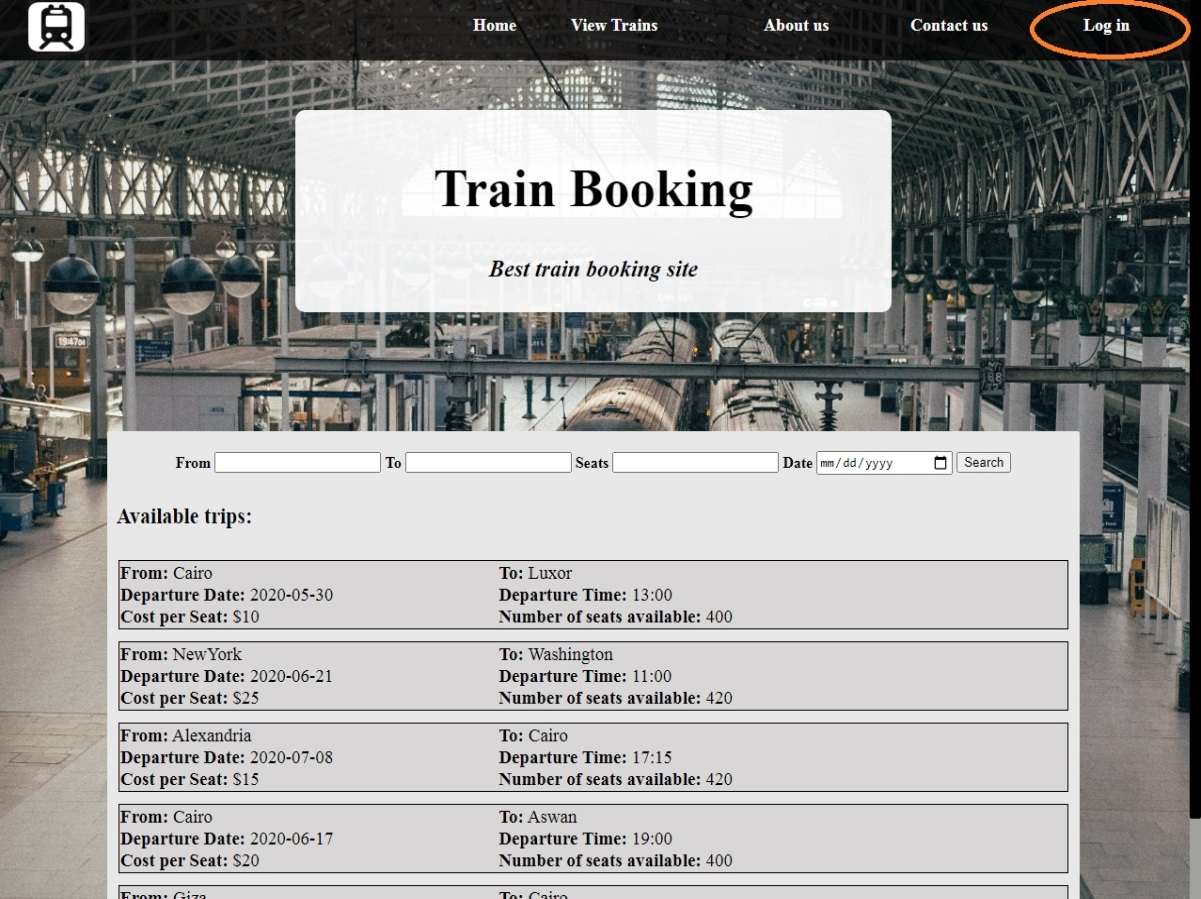 Home View Trains About us Contact us Log in
Train Booking
Best train booking site
From To Seats Date mm/dd/yyyy Search
Available trips:
From: Cairo To: Luxor
Departure Date: 2020-05-30 Departure Time: 13:00
Cost per Seat: $10 Number of seats available: 400
From: NewYork To: Washington
Departure Date: 2020-06-21 Departure Time: 11:00
Cost per Seat: $25 Number of seats available: 420
From: Alexandria To: Cairo
Departure Date: 2020-07-08 Departure Time: 17:15
Cost per Seat: $15 Number of seats available: 420
From: Cairo To: Aswan
Departure Date: 2020-06-17 Departure Time: 19:00
Cost per Seat: $20 Number of seats available: 400
From: Giza To: Cairo